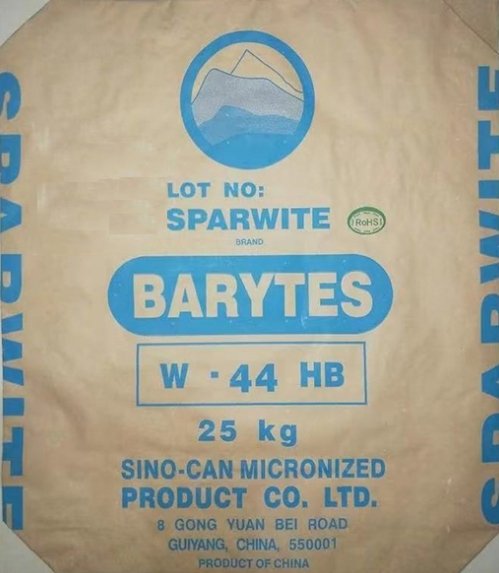 LOT NO:
SPARWITE
RoHS
BRAND
BARYTES
W - 44 HB
25 kg
SINO-CAN MICRONIZED
PRODUCT CO. LTD.
8 GONG YUAN BEI ROAD
GUIYANG, CHINA, 550001
PRODUCT OF CHINA
SPARWITE
SPARWITE